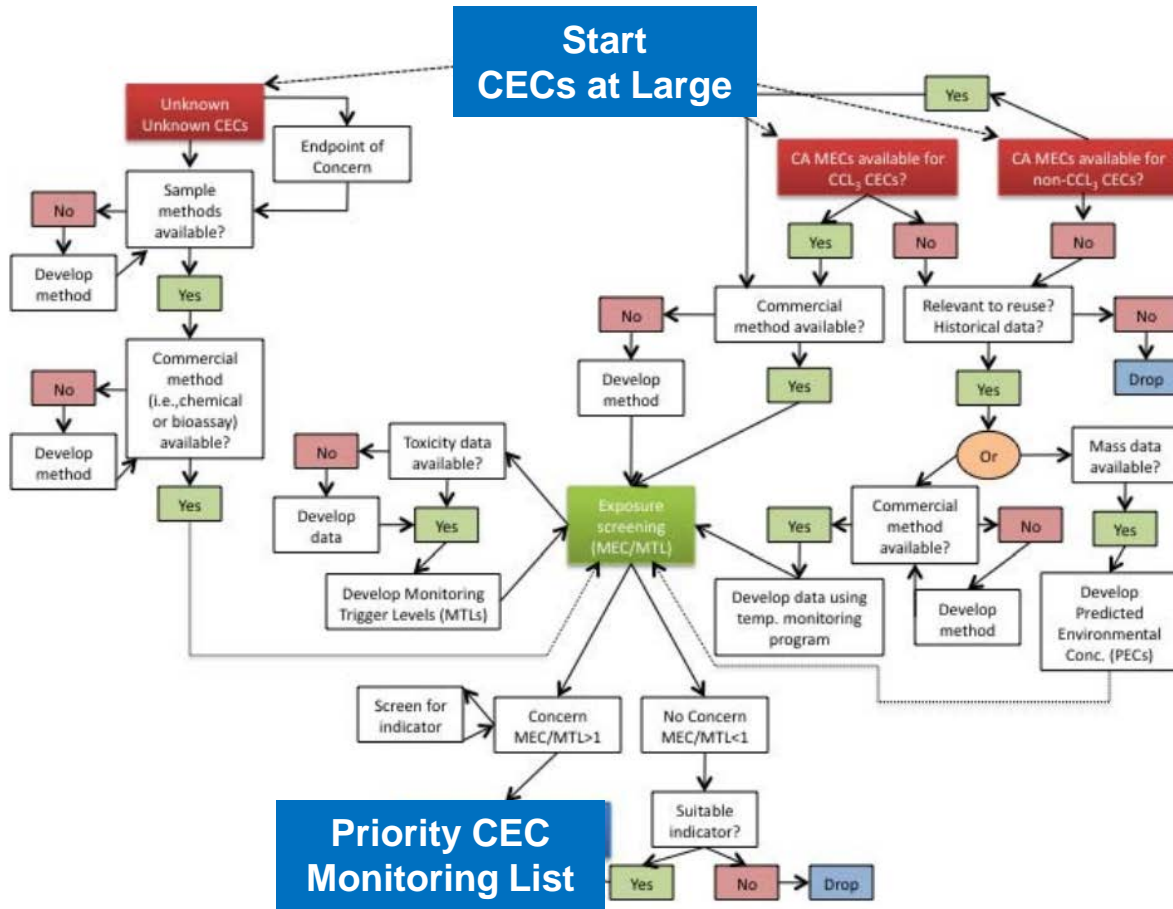 Start
CECs at Large
Unknown
Unknown CECs
Endpoint of
Concern
Yes
CA MECs available for
CCL3 CECs?
CA MECs available for
non-CCL3 CECs?
No
Sample
methods
available?
Develop
method
Yes
Yes
No
No
No
Commercial
method available?
Relevant to reuse?
Historical data?
No
Drop
Develop
method
Yes
Yes
No
Commercial
method
(i.e.,chemical
or bioassay)
available?
Develop
method
Yes
No
Toxicity data
available?
Develop
data
Yes
Develop Monitoring
Trigger Levels (MTLs)
Exposure
screening
(MEC/MTL)
Or
Mass data
available?
Yes
Commercial
method
available?
No
Yes
Develop data using
temp. monitoring
program
Develop
method
Develop
Predicted
Environmental
Conc. (PECs)
Screen for
indicator
Concern
MEC/MTL>1
No Concern
MEC/MTL<1
Priority CEC
Monitoring List
Suitable
indicator?
Yes
No
Drop